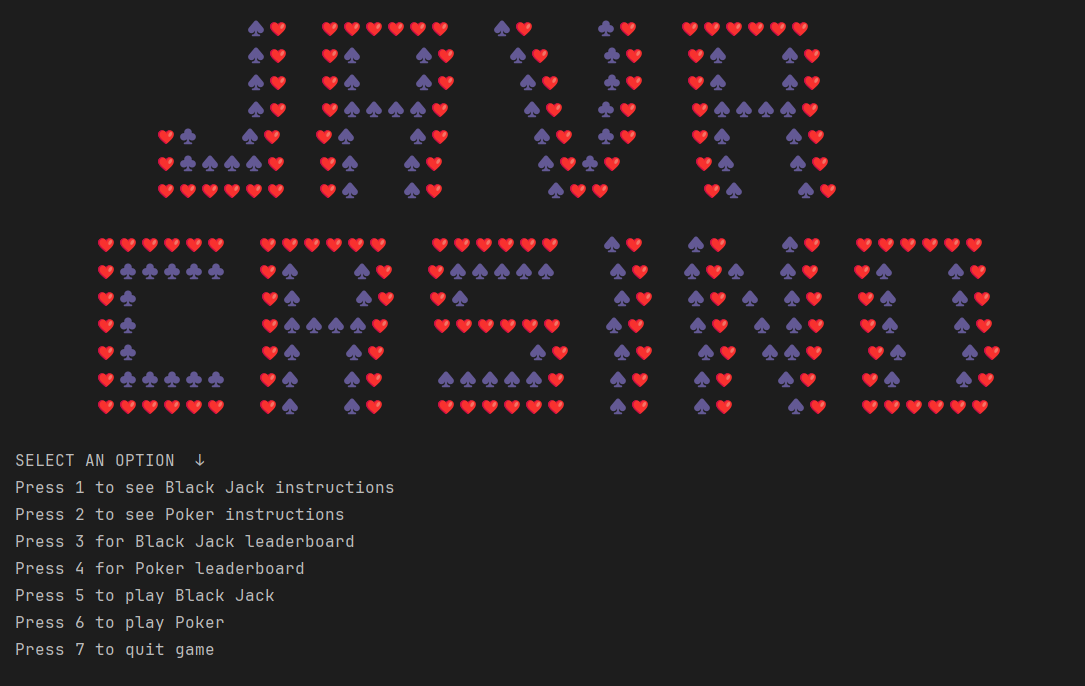 JAVA
CASINO
SELECT AN OPTION ↓
Press 1 to see Black Jack instructions
Press 2 to see Poker instructions
Press 3 for Black Jack leaderboard
Press 4 for Poker leaderboard
Press 5 to play Black Jack
Press 6 to play Poker
Press 7 to quit game